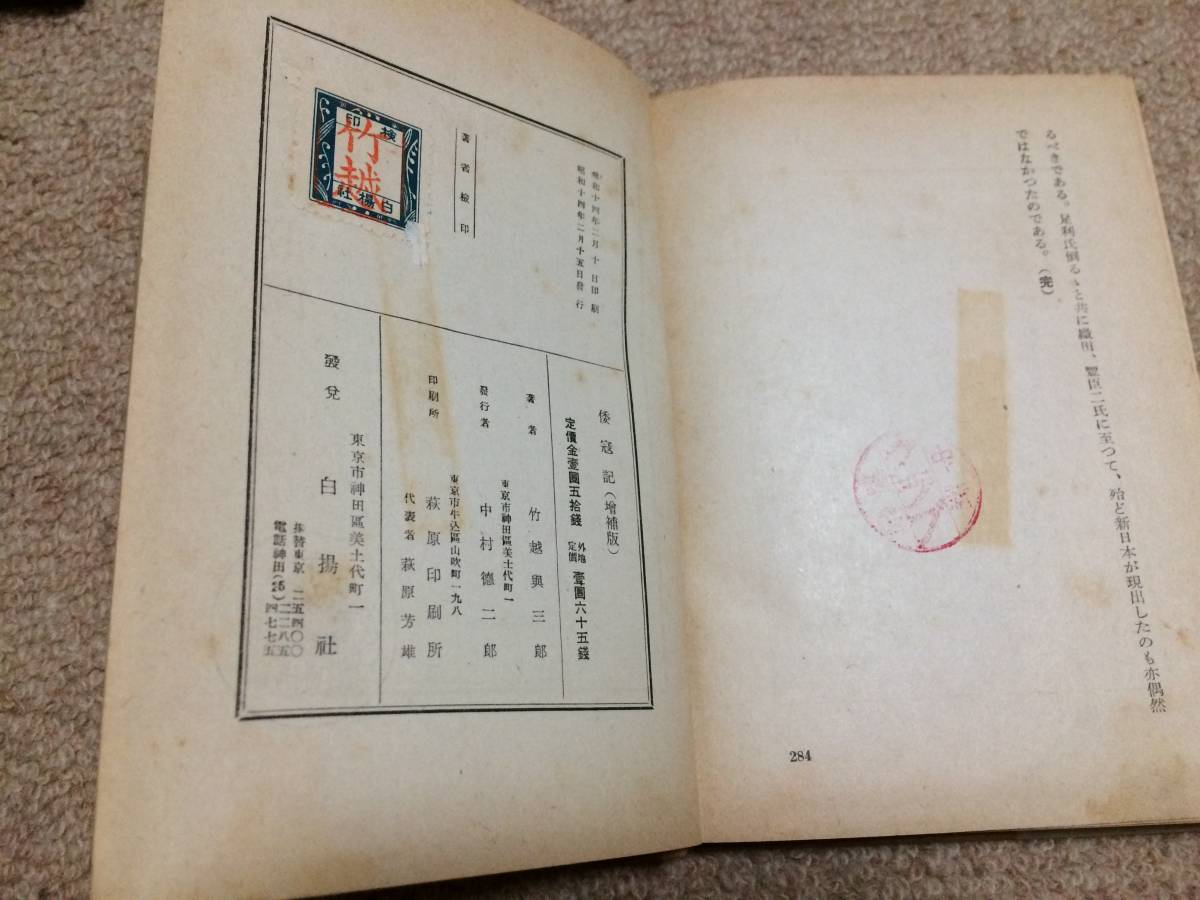 るべきである。足利氏倒るゝと共に織田、豐臣二氏に至つて、殆ど新日本が現出したのも亦偶然
ではなかつたのである。(完)
284
昭和十四年二月十日印刷
昭和十四年二月十五日發行
著者檢印
檢印
竹越
白揚社
倭寇記(增補版)
定價金壹圓五拾錢 外地定價 壹圓六十五錢
著者 竹越與三郎
東京市神田區美土代町一
發行者 中村德二郎
東京市牛込區山吹町一九八
印刷所 萩原印刷所
代表者 萩原芳雄
東京市神田區美土代町一
發兌 白揚社
振替東京二五四〇〇
電話神田(25)二二八五
四七七五